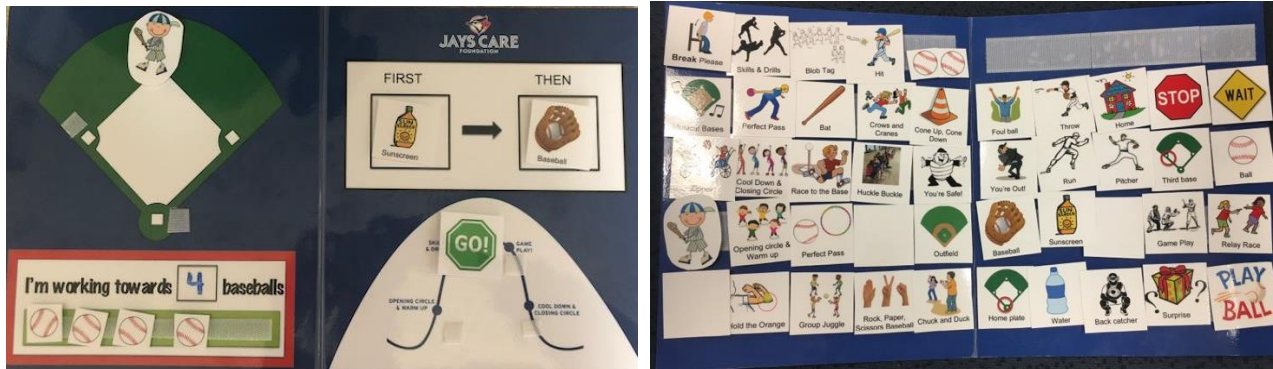 JAYS CARE
FOUNDATION
FIRST
THEN
Sunscreen
Baseball
I'm working towards 4 baseballs
GO!
GAME
PLAY!
OPENING CIRCLE
& WARM UP
COOL DOWN &
CLOSING CIRCLE
Break Please
Skills & Drills
Blob Tag
Hit
Bases
Perfect Pass
Bat
Crows and
Cranes
Cone Up, Cone
Down
Cool Down &
Closing Circle
Race to the Base
Huckle Buckle
You're Safe!
Opening circle &
Warm up
Perfect Pass
Outfield
the Orange
Group Juggle
Rock, Paper,
Scissors Baseball
Chuck and Duck
Foul ball
Throw
Home
STOP
WAIT
You're Out!
Run
Pitcher
Third base
Ball
Baseball
Sunscreen
Game Play
Relay Race
Home plate
Water
Back catcher
Surprise
PLAY
BALL